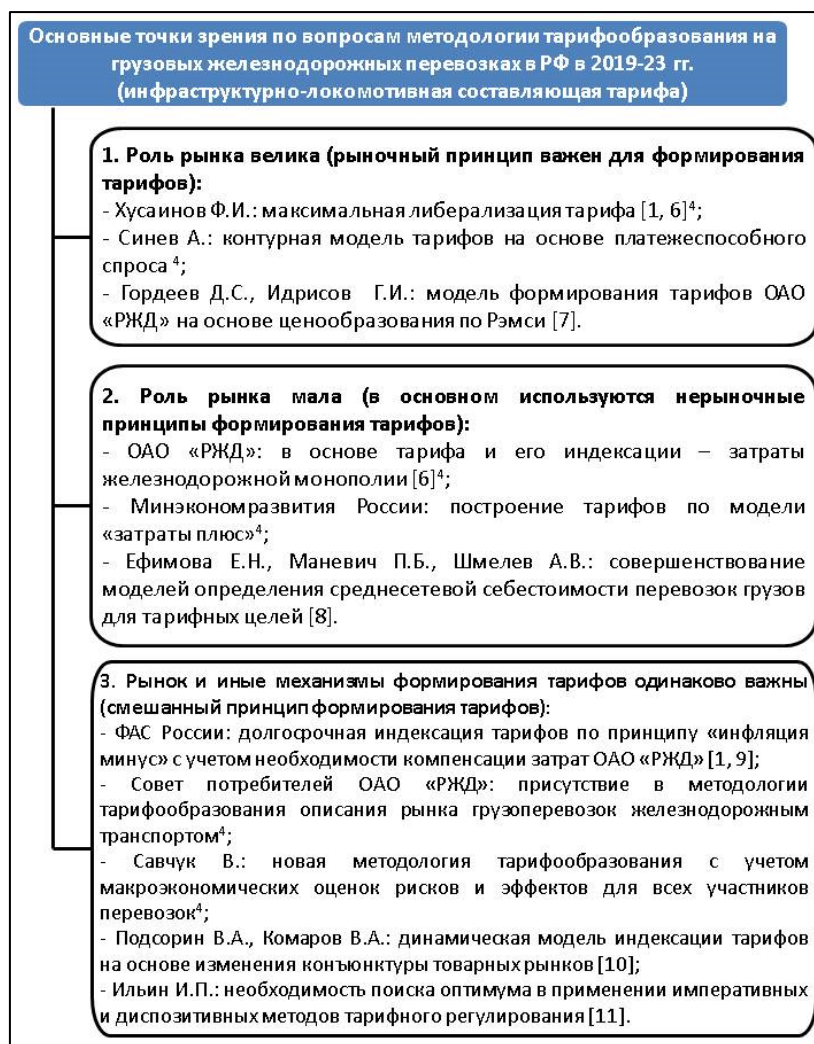 Основные точки зрения по вопросам методологии тарифообразования на
грузовых железнодорожных перевозках в РФ в 2019-23 гг.
(инфраструктурно-локомотивная составляющая тарифа)
1. Роль рынка велика (рыночный принцип важен для формирования
тарифов):
- Хусаинов Ф.И.: максимальная либерализация тарифа [1, 6]⁴;
- Синев А.: контурная модель тарифов на основе платежеспособного
спроса ⁴;
- Гордеев Д.С., Идрисов Г.И.: модель формирования тарифов ОАО
«РЖД» на основе ценообразования по Рэмси [7].
2. Роль рынка мала (в основном используются нерыночные
принципы формирования тарифов):
- ОАО «РЖД»: в основе тарифа и его индексации – затраты
железнодорожной монополии [6]⁴;
- Минэкономразвития России: построение тарифов по модели
«затраты плюс»⁴;
- Ефимова Е.Н., Маневич П.Б., Шмелев А.В.: совершенствование
моделей определения среднесетевой себестоимости перевозок грузов
для тарифных целей [8].
3. Рынок и иные механизмы формирования тарифов одинаково важны
(смешанный принцип формирования тарифов):
- ФАС России: долгосрочная индексация тарифов по принципу «инфляция
минус» с учетом необходимости компенсации затрат ОАО «РЖД» [1, 9];
- Совет потребителей ОАО «РЖД»: присутствие в методологии
тарифообразования описания рынка грузоперевозок железнодорожным
транспортом⁴;
- Савчук В.: новая методология тарифообразования с учетом
макроэкономических оценок рисков и эффектов для всех участников
перевозок⁴;
- Подсорин В.А., Комаров В.А.: динамическая модель индексации тарифов
на основе изменения конъюнктуры товарных рынков [10];
- Ильин И.П.: необходимость поиска оптимума в применении императивных
и диспозитивных методов тарифного регулирования [11].